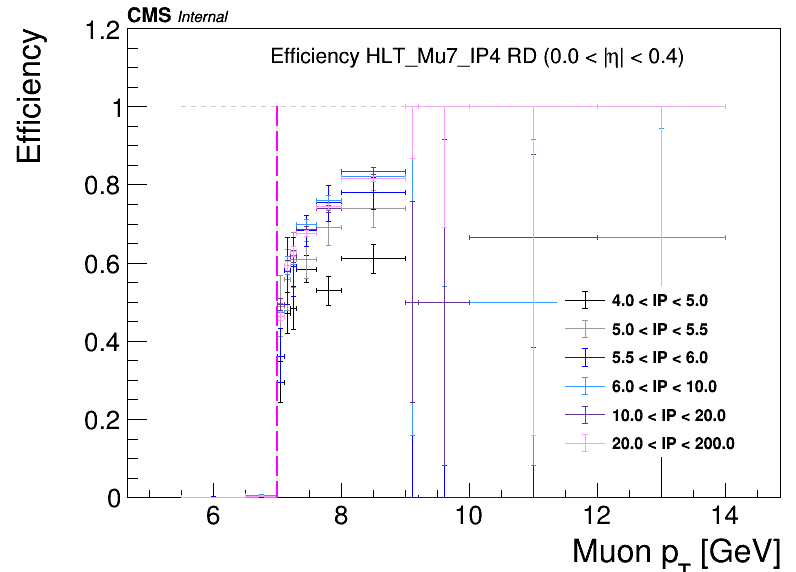 CMS Internal
Efficiency HLT_Mu7_IP4 RD (0.0 < |η| < 0.4)
Efficiency
1.2
1
0.8
0.6
0.4
0.2
0
4.0 < IP < 5.0
5.0 < IP < 5.5
5.5 < IP < 6.0
6.0 < IP < 10.0
10.0 < IP < 20.0
20.0 < IP < 200.0
6 8 10 12 14
Muon p_T [GeV]